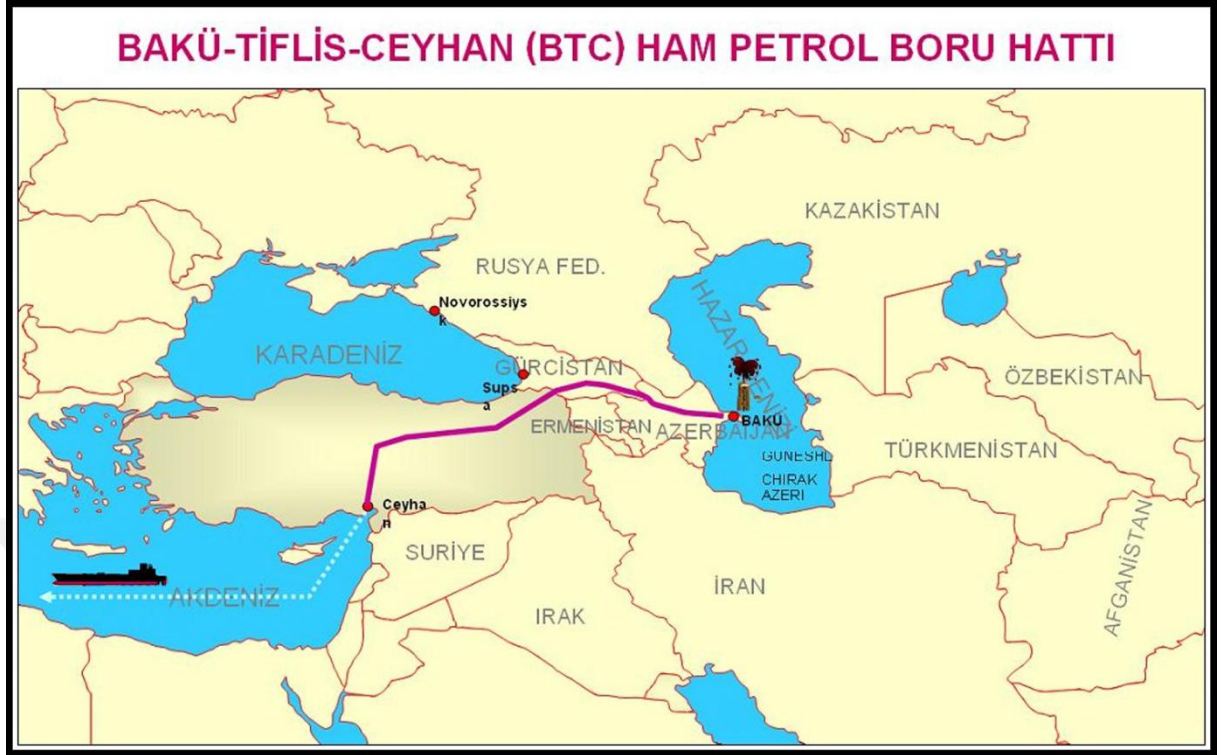 BAKÜ-TİFLİS-CEYHAN (BTC) HAM PETROL BORU HATTI
KAZAKİSTAN
RUSYA FED.
HAZAR DENİZİ
Novorossiys
k
KARADENİZ
GÜRCİSTAN
Sups
a
ÖZBEKİSTAN
BAKÜ
ERMENİSTAN
AZERBAIJAN
TÜRKMENİSTAN
GUNESHL
CHIRAK
AZERI
Ceyha
n
SURİYE
AFGANİSTAN
İRAN
AKDENİZ
IRAK